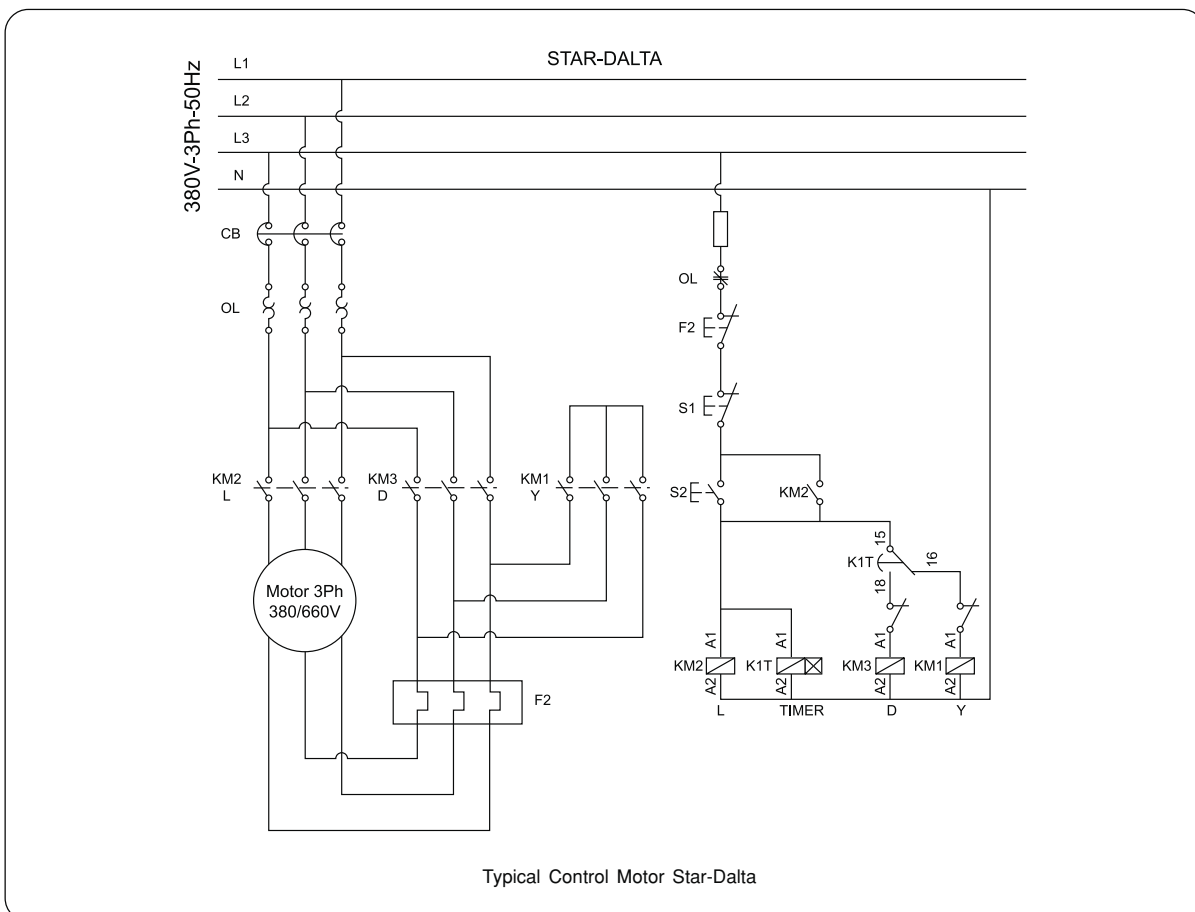 STAR-DALTA
380V-3Ph-50Hz
L1
L2
L3
N
CB
OL
OL
F2
S1
KM2
L
KM3
D
KM1
Y
S2
KM2
15
K1T
16
18
Motor 3Ph
380/660V
A1
A1
A1
A1
KM2
K1T
KM3
KM1
A2
A2
A2
A2
F2
L
TIMER
D
Y
Typical Control Motor Star-Dalta